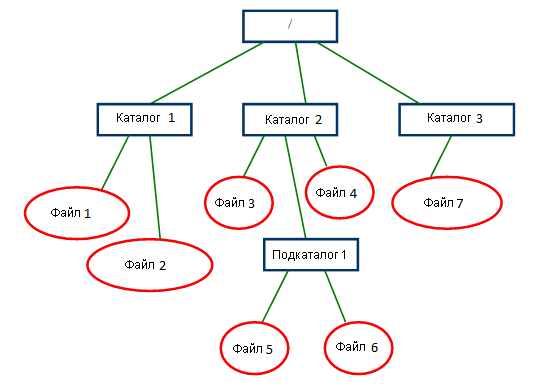 /
Каталог 1
Каталог 2
Каталог 3
Файл 1
Файл 2
Файл 3
Файл 4
Файл 7
Подкаталог 1
Файл 5
Файл 6